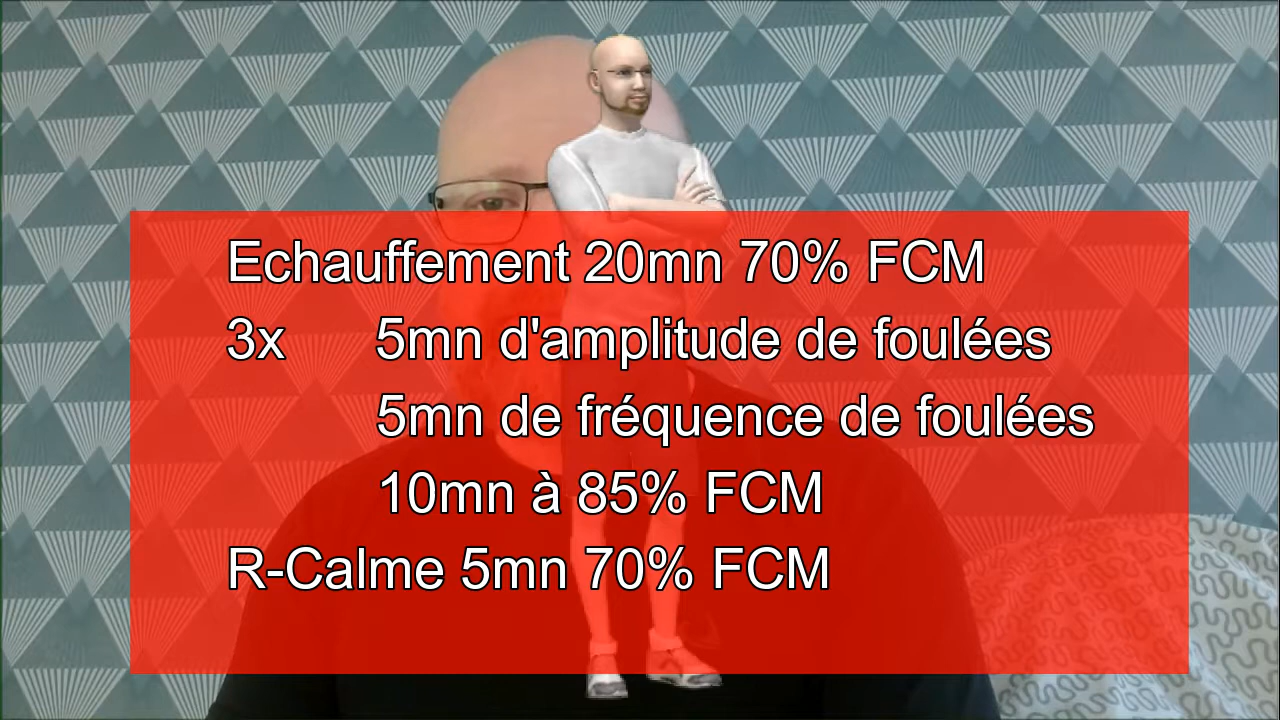 Echauffement 20mn 70% FCM
3x 5mn d'amplitude de foulées
5mn de fréquence de foulées
10mn à 85% FCM
R-Calme 5mn 70% FCM